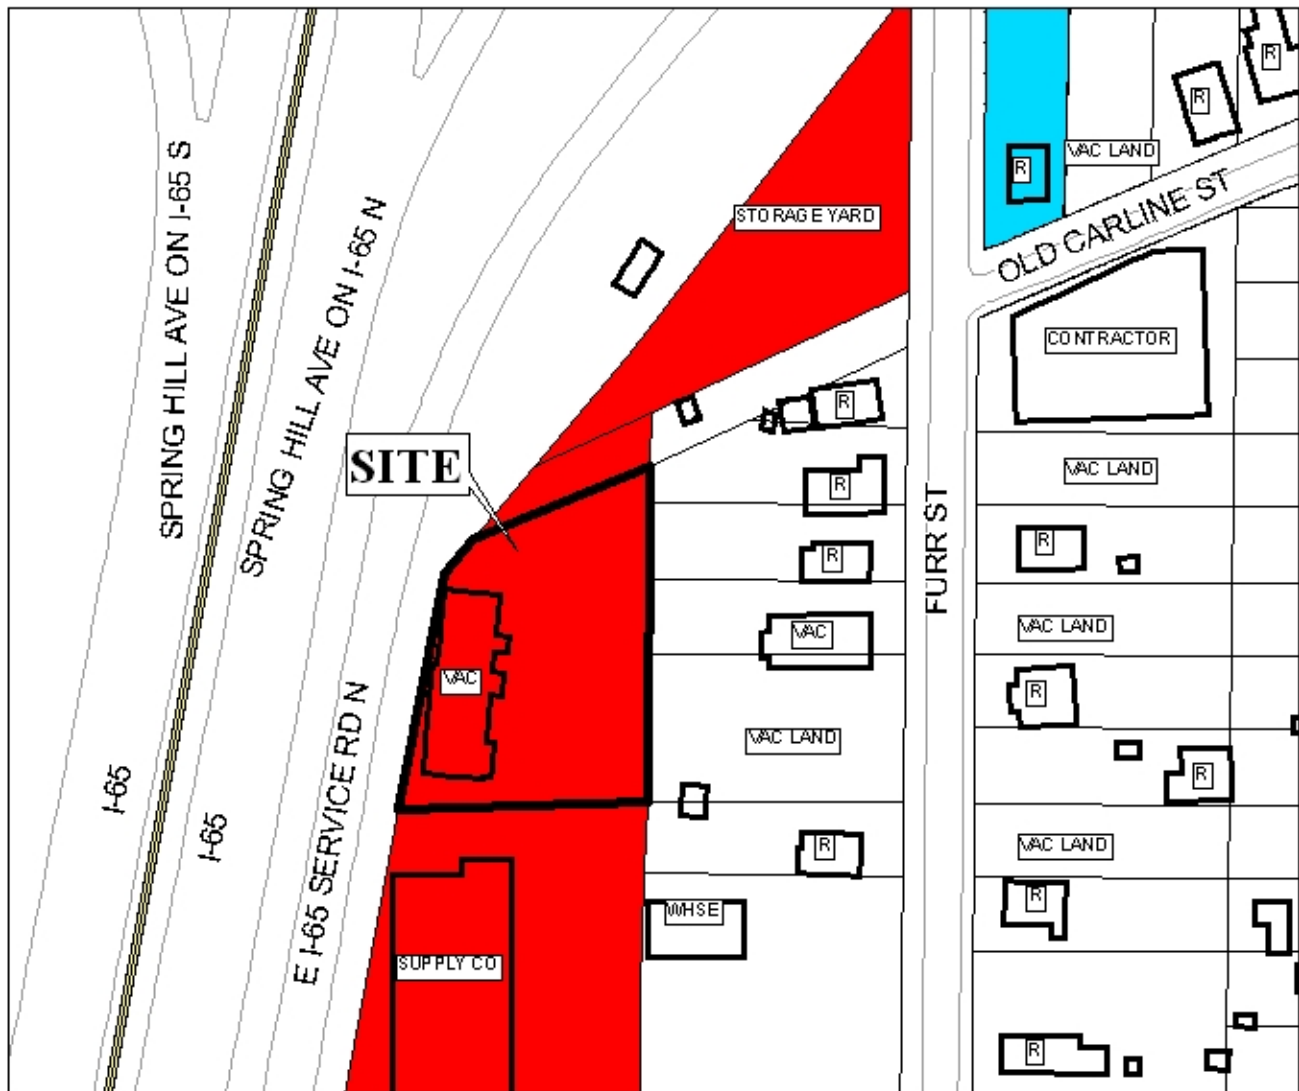 R
R
VAC LAND
R
SPRING HILL AVE ON I-65 S
SPRING HILL AVE ON I-65 N
STORAGE YARD
OLD CARLINE ST
CONTRACTOR
R
SITE
VAC LAND
R
FURR ST
R
R
VAC
VAC LAND
VAC
R
VAC LAND
R
I-65
I-65
E I-65 SERVICE RD N
R
VAC LAND
R
WHSE
SUPPLY CO
R